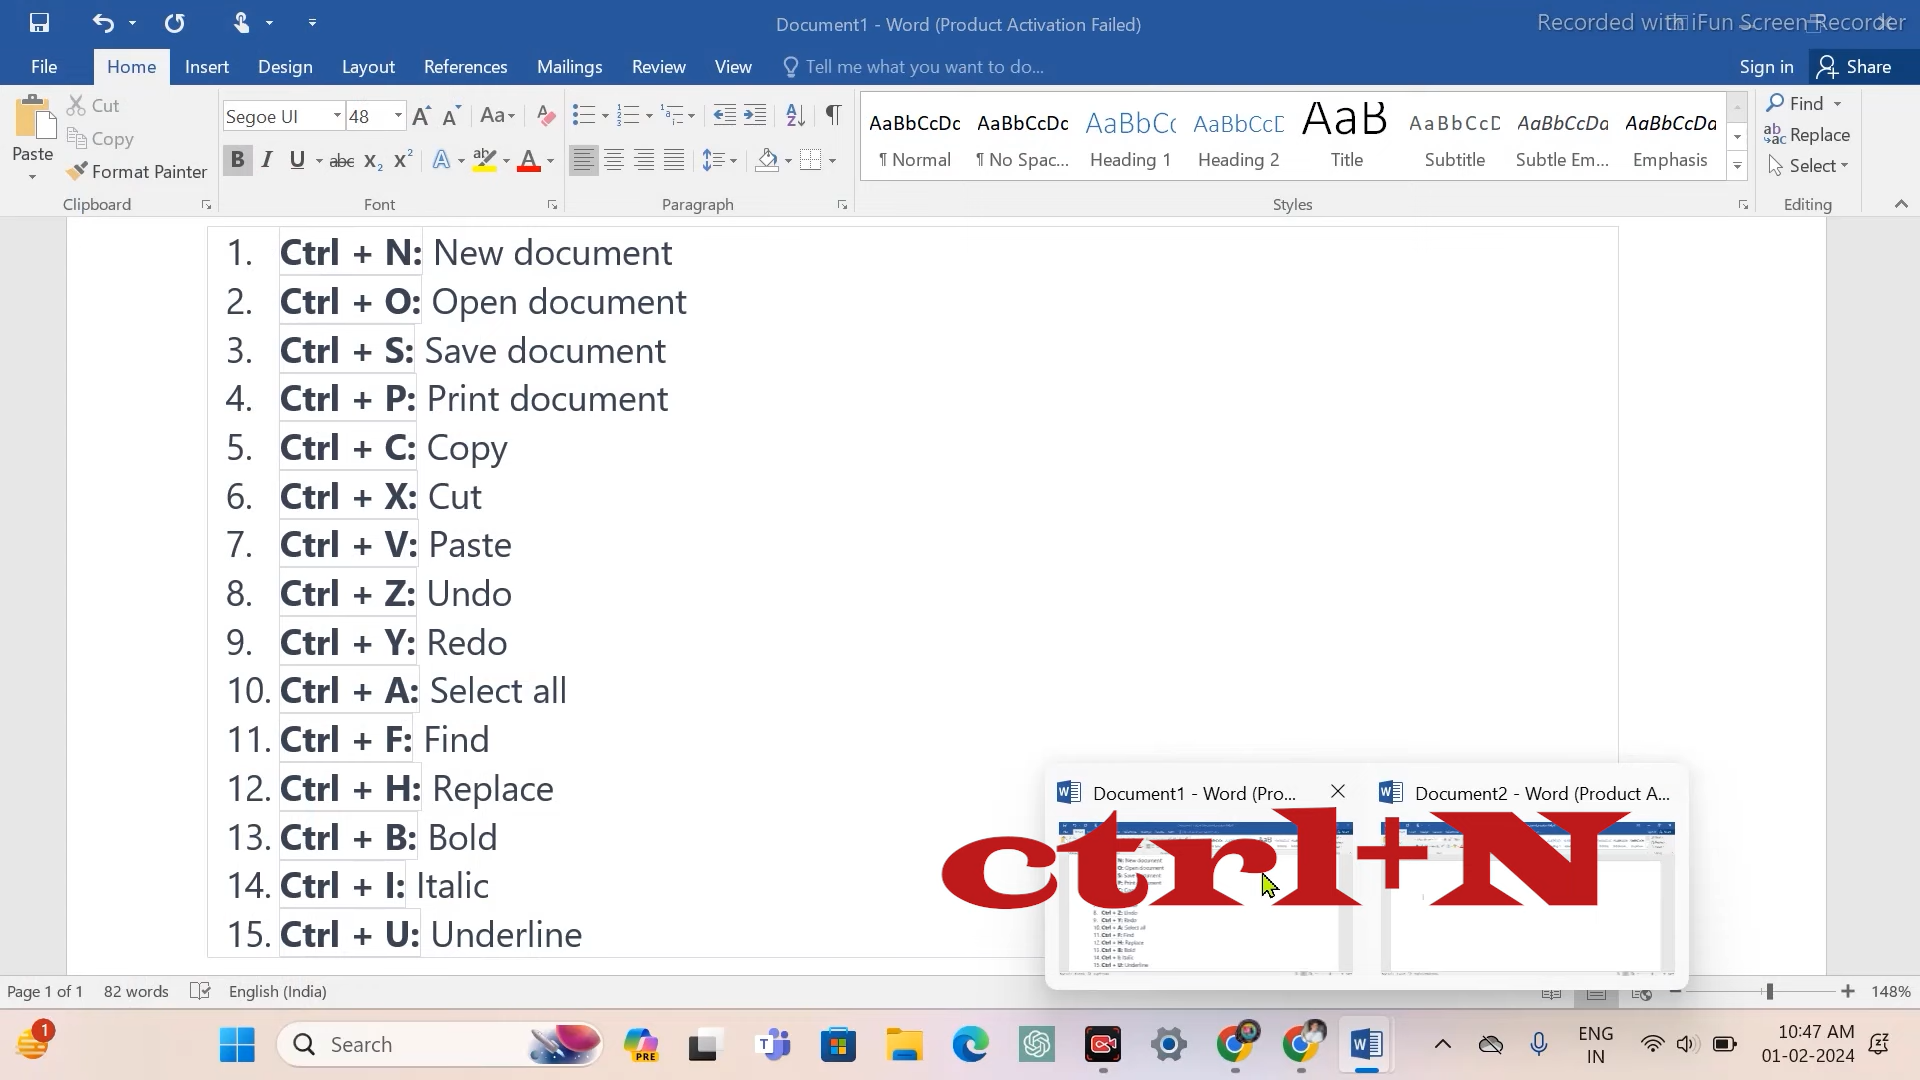 Document1 - Word (Product Activation Failed)
Recorded with iFun Screen Recorder
File Home Insert Design Layout References Mailings Review View Tell me what you want to do... Sign in Share
Paste
Cut
Copy
Format Painter
Clipboard
Segoe UI 48
Font
Paragraph
AaBbCcDc AaBbCcDc AaBbCc AaBbCcD AaB AaBbCcD AaBbCcDa AaBbCcDa
¶ Normal ¶ No Spac... Heading 1 Heading 2 Title Subtitle Subtle Em... Emphasis
Styles
Find
Replace
Select
Editing
1. Ctrl + N: New document
2. Ctrl + O: Open document
3. Ctrl + S: Save document
4. Ctrl + P: Print document
5. Ctrl + C: Copy
6. Ctrl + X: Cut
7. Ctrl + V: Paste
8. Ctrl + Z: Undo
9. Ctrl + Y: Redo
10. Ctrl + A: Select all
11. Ctrl + F: Find
12. Ctrl + H: Replace
13. Ctrl + B: Bold
14. Ctrl + I: Italic
15. Ctrl + U: Underline
Document1 - Word (Pro...
Document2 - Word (Product A...
ctrl+N
Page 1 of 1 82 words English (India) 148%
1
Search
PRE
ENG
IN
10:47 AM
01-02-2024